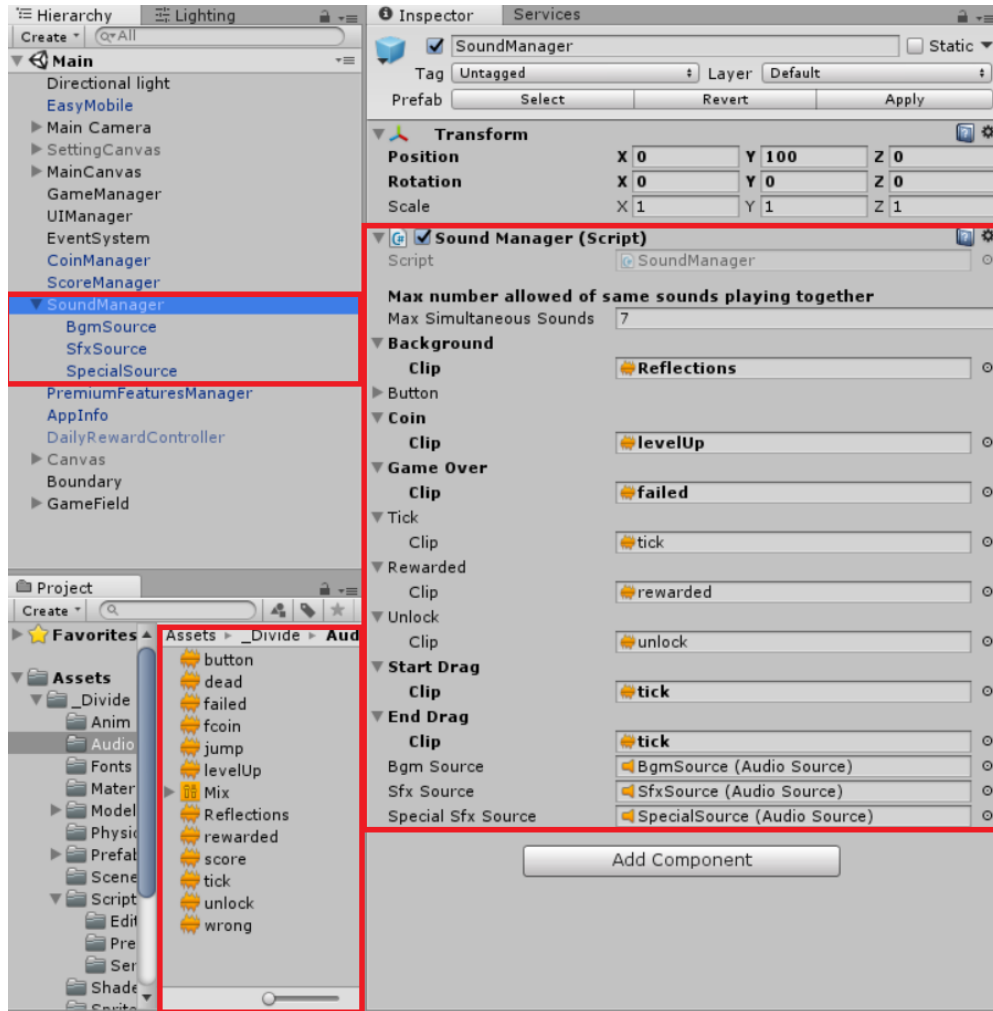 Hierarchy
Lighting
Create
All
Main
Directional light
EasyMobile
Main Camera
SettingCanvas
MainCanvas
GameManager
UIManager
EventSystem
CoinManager
ScoreManager
SoundManager
BgmSource
SfxSource
SpecialSource
PremiumFeaturesManager
AppInfo
DailyRewardController
Canvas
Boundary
GameField
Project
Create
Favorites
Assets
_Divide
Anim
Audio
Fonts
Mater
Model
Physic
Prefab
Scene
Script
Edit
Pre
Ser
Shade
Sprite
Assets _Divide Aud
button
dead
failed
fcoin
jump
levelUp
Mix
Reflections
rewarded
score
tick
unlock
wrong
Inspector
Services
SoundManager Static
Tag Untagged Layer Default
Prefab Select Revert Apply
Transform
Position X 0 Y 100 Z 0
Rotation X 0 Y 0 Z 0
Scale X 1 Y 1 Z 1
Sound Manager (Script)
Script SoundManager
Max number allowed of same sounds playing together
Max Simultaneous Sounds 7
Background
Clip Reflections
Button
Coin
Clip levelUp
Game Over
Clip failed
Tick
Clip tick
Rewarded
Clip rewarded
Unlock
Clip unlock
Start Drag
Clip tick
End Drag
Clip tick
Bgm Source BgmSource (Audio Source)
Sfx Source SfxSource (Audio Source)
Special Sfx Source SpecialSource (Audio Source)
Add Component